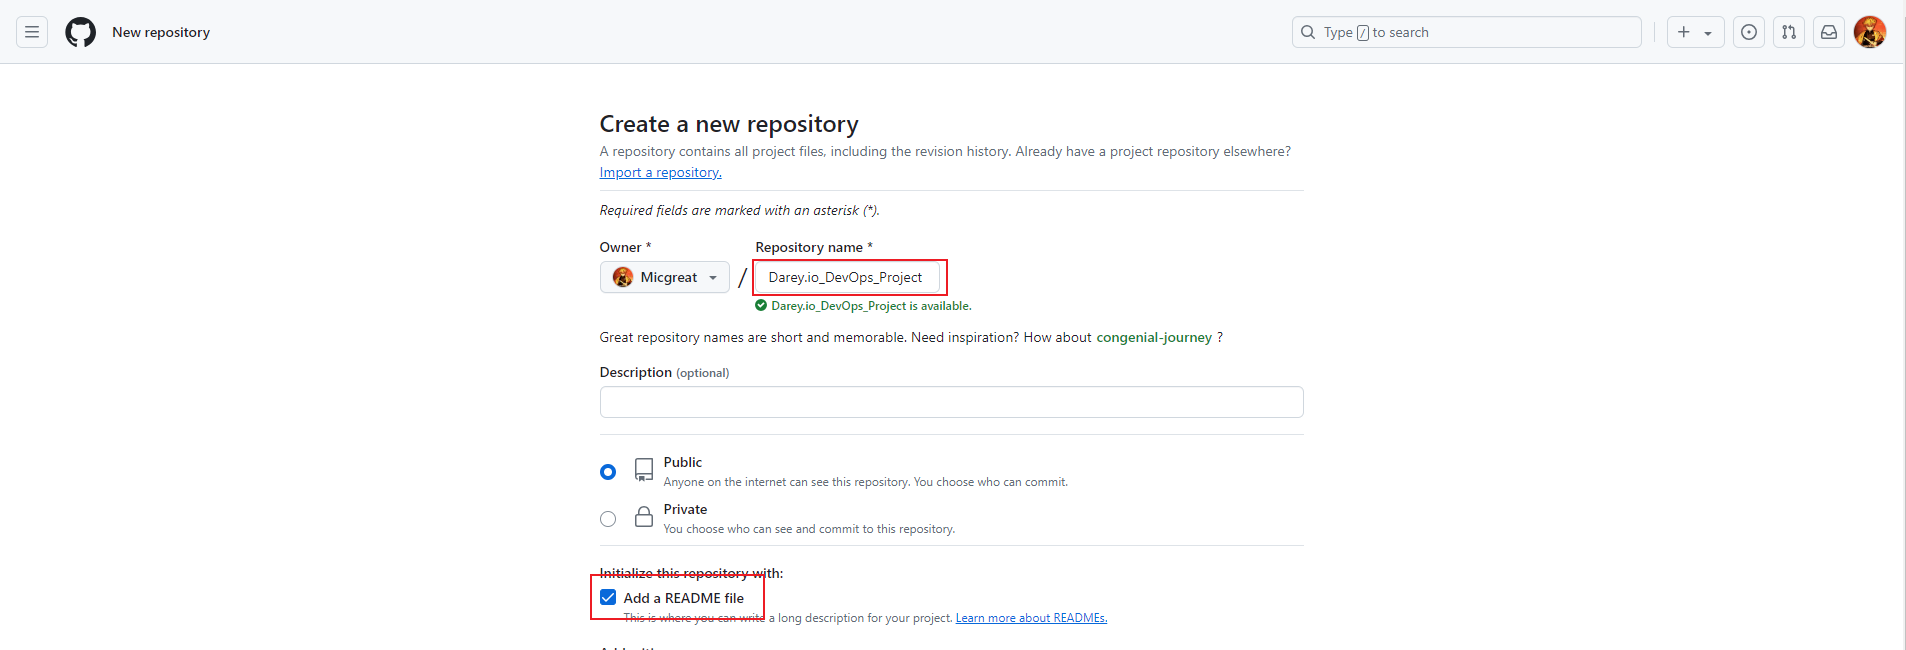 New repository
Type / to search
Create a new repository
A repository contains all project files, including the revision history. Already have a project repository elsewhere?
Import a repository.
Required fields are marked with an asterisk (*).
Owner * Repository name *
Micgreat / Darey.io_DevOps_Project
Darey.io_DevOps_Project is available.
Great repository names are short and memorable. Need inspiration? How about congenial-journey ?
Description (optional)
Public
Anyone on the internet can see this repository. You choose who can commit.
Private
You choose who can see and commit to this repository.
Initialize this repository with:
Add a README file
This is where you can write a long description for your project. Learn more about READMEs.